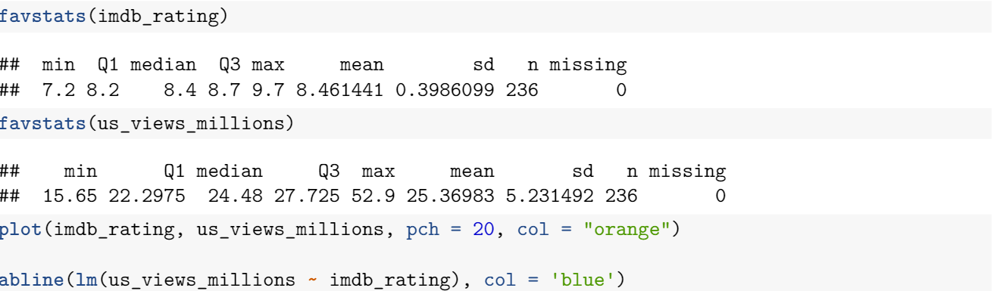 favstats(imdb_rating)
##  min  Q1 median  Q3 max     mean        sd   n missing
##  7.2 8.2    8.4 8.7 9.7 8.461441 0.3986099 236       0
favstats(us_views_millions)
##    min      Q1 median     Q3  max     mean       sd   n missing
##  15.65 22.2975  24.48 27.725 52.9 25.36983 5.231492 236       0
plot(imdb_rating, us_views_millions, pch = 20, col = "orange")
abline(lm(us_views_millions ~ imdb_rating), col = 'blue')